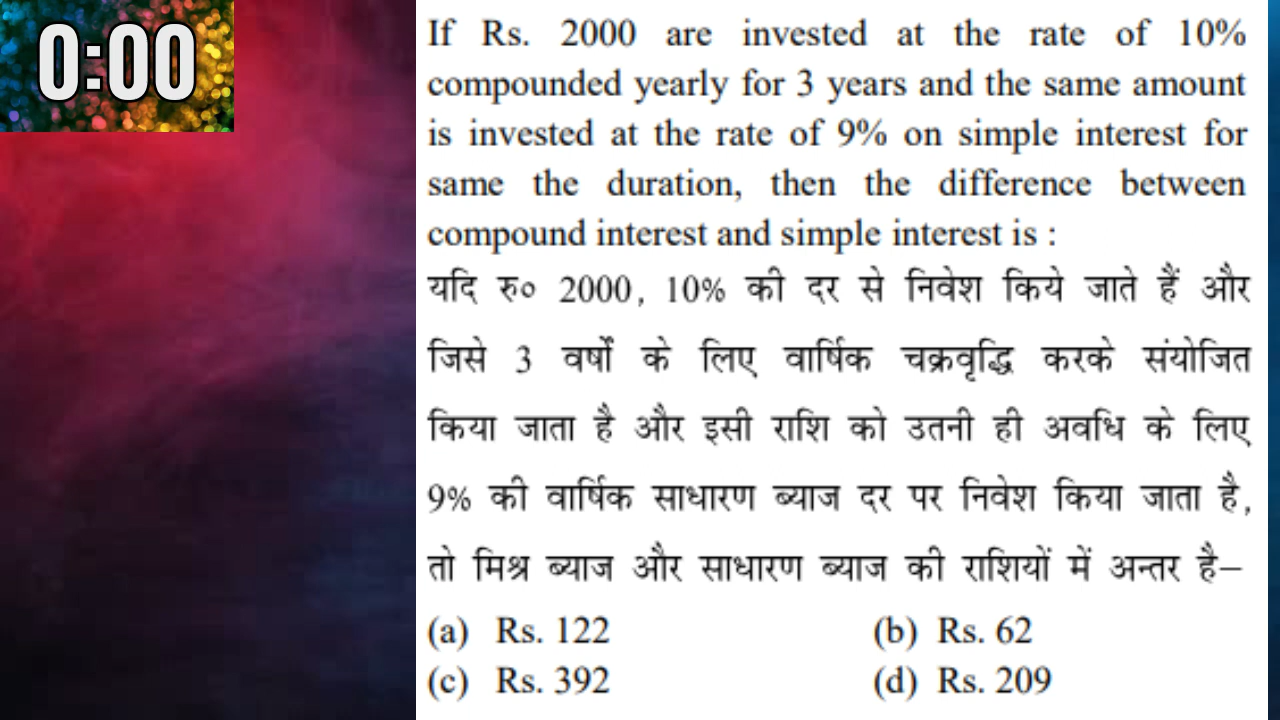 0:00
If Rs. 2000 are invested at the rate of 10%
compounded yearly for 3 years and the same amount
is invested at the rate of 9% on simple interest for
same the duration, then the difference between
compound interest and simple interest is :
यदि रु० 2000, 10% की दर से निवेश किये जाते हैं और
जिसे 3 वर्षों के लिए वार्षिक चक्रवृद्धि करके संयोजित
किया जाता है और इसी राशि को उतनी ही अवधि के लिए
9% की वार्षिक साधारण ब्याज दर पर निवेश किया जाता है,
तो मिश्र ब्याज और साधारण ब्याज की राशियों में अन्तर है–
(a) Rs. 122 (b) Rs. 62
(c) Rs. 392 (d) Rs. 209